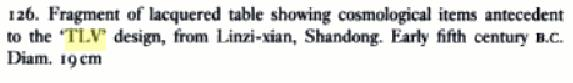 126. Fragment of lacquered table showing cosmological items antecedent
to the ‘TLV’ design, from Linzi-xian, Shandong. Early fifth century B.C.
Diam. 19 cm